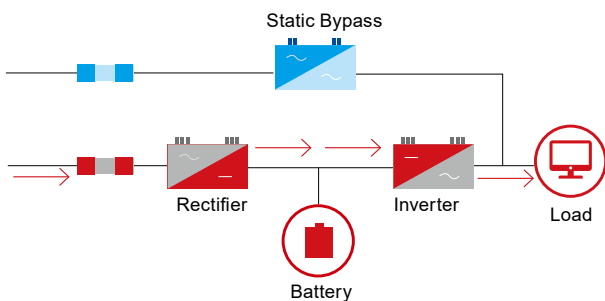 Static Bypass
Rectifier
Inverter
Load
Battery